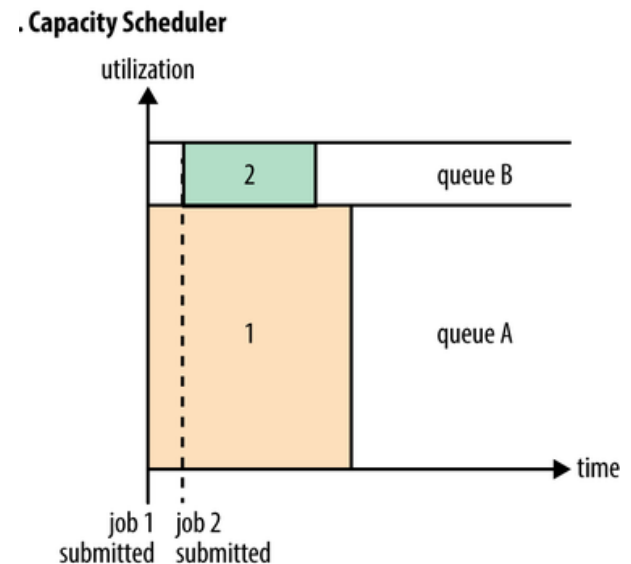 . Capacity Scheduler
utilization
2
queue B
1
queue A
time
job 1
submitted
job 2
submitted